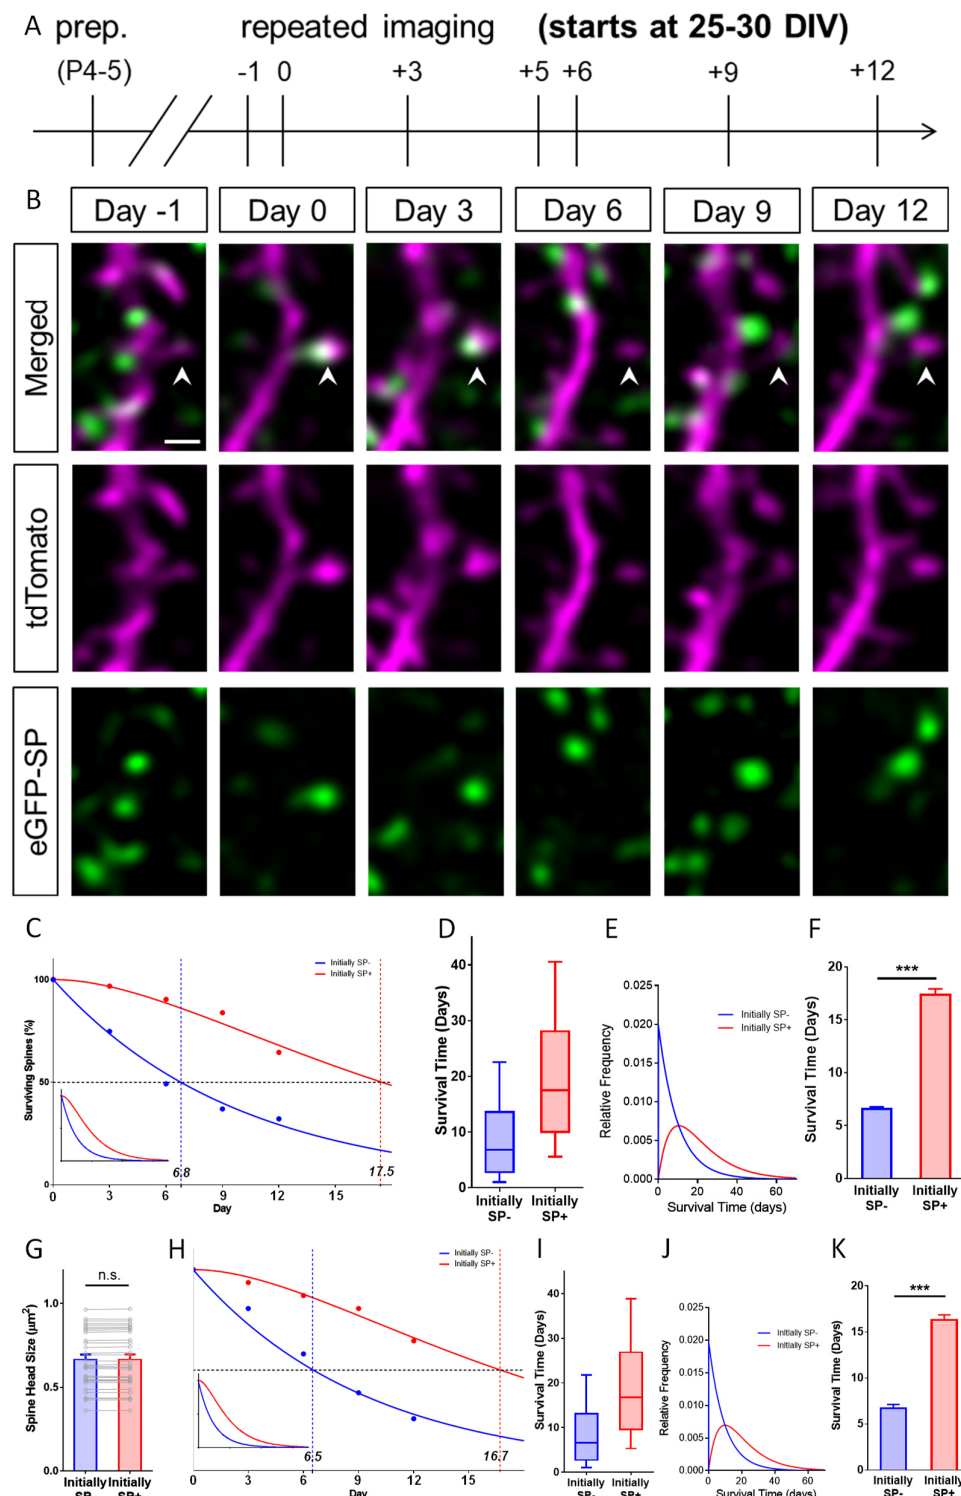 A prep. repeated imaging (starts at 25-30 DIV)
(P4-5) -1 0 +3 +5 +6 +9 +12
B Day -1 Day 0 Day 3 Day 6 Day 9 Day 12
Merged
tdTomato
eGFP-SP
C
Initially SP-
Initially SP+
Surviving Spines (%)
100
50
0
6.8 17.5
0 3 6 9 12 15
Day
D
Survival Time (Days)
40
30
20
10
0
Initially SP- Initially SP+
E
Relative Frequency
0.025
0.020
0.015
0.010
0.005
0.000
Initially SP-
Initially SP+
0 20 40 60
Survival Time (days)
F
Survival Time (Days)
20
15
10
5
0
***
Initially SP- Initially SP+
G
n.s.
Spine Head Size (μm²)
1.0
0.5
0.0
Initially SP- Initially SP+
H
Initially SP-
Initially SP+
6.5 16.7
0 3 6 9 12 15
Day
I
Survival Time (Days)
40
30
20
10
0
Initially SP- Initially SP+
J
Relative Frequency
0.025
0.020
0.015
0.010
0.005
0.000
Initially SP-
Initially SP+
0 20 40 60
Survival Time (days)
K
Survival Time (Days)
20
15
10
5
0
***
Initially SP- Initially SP+